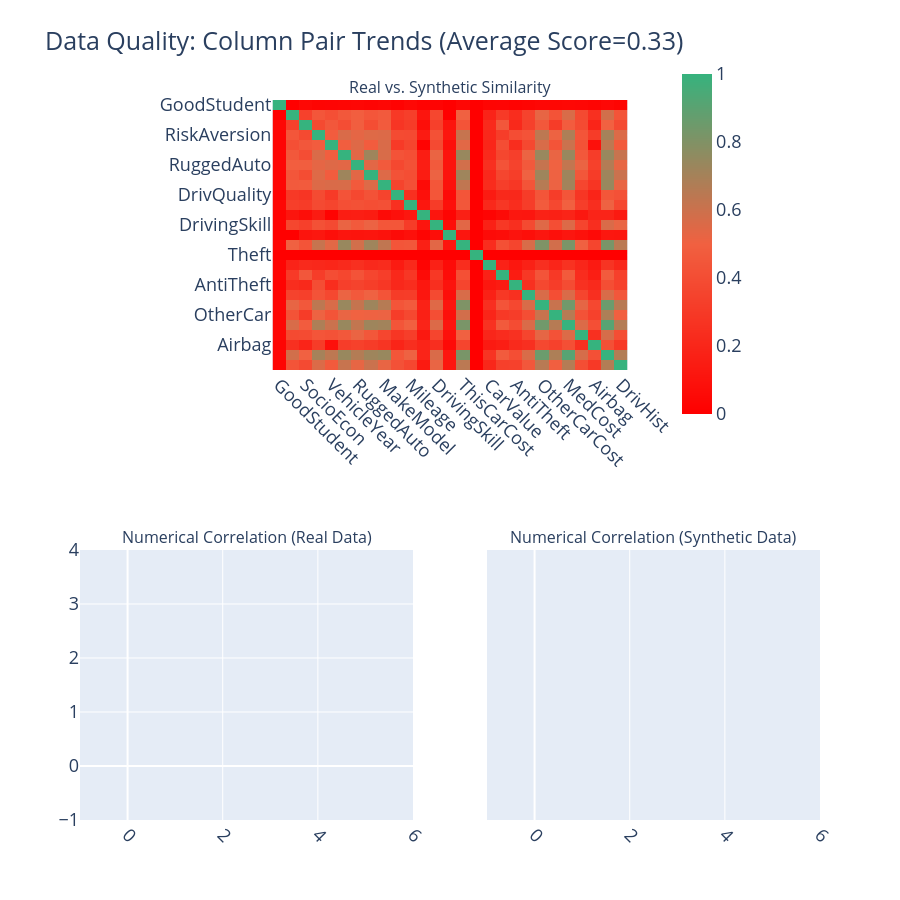 Data Quality: Column Pair Trends (Average Score=0.33)
Real vs. Synthetic Similarity
GoodStudent
RiskAversion
RuggedAuto
DrivQuality
DrivingSkill
Theft
AntiTheft
OtherCar
Airbag
GoodStudent
SocioEcon
VehicleYear
RuggedAuto
MakeModel
Mileage
DrivingSkill
ThisCarCost
CarValue
AntiTheft
OtherCarCost
MedCost
Airbag
DrivHist
1
0.8
0.6
0.4
0.2
0
Numerical Correlation (Real Data)
4
3
2
1
0
−1
0
2
4
6
Numerical Correlation (Synthetic Data)
0
2
4
6